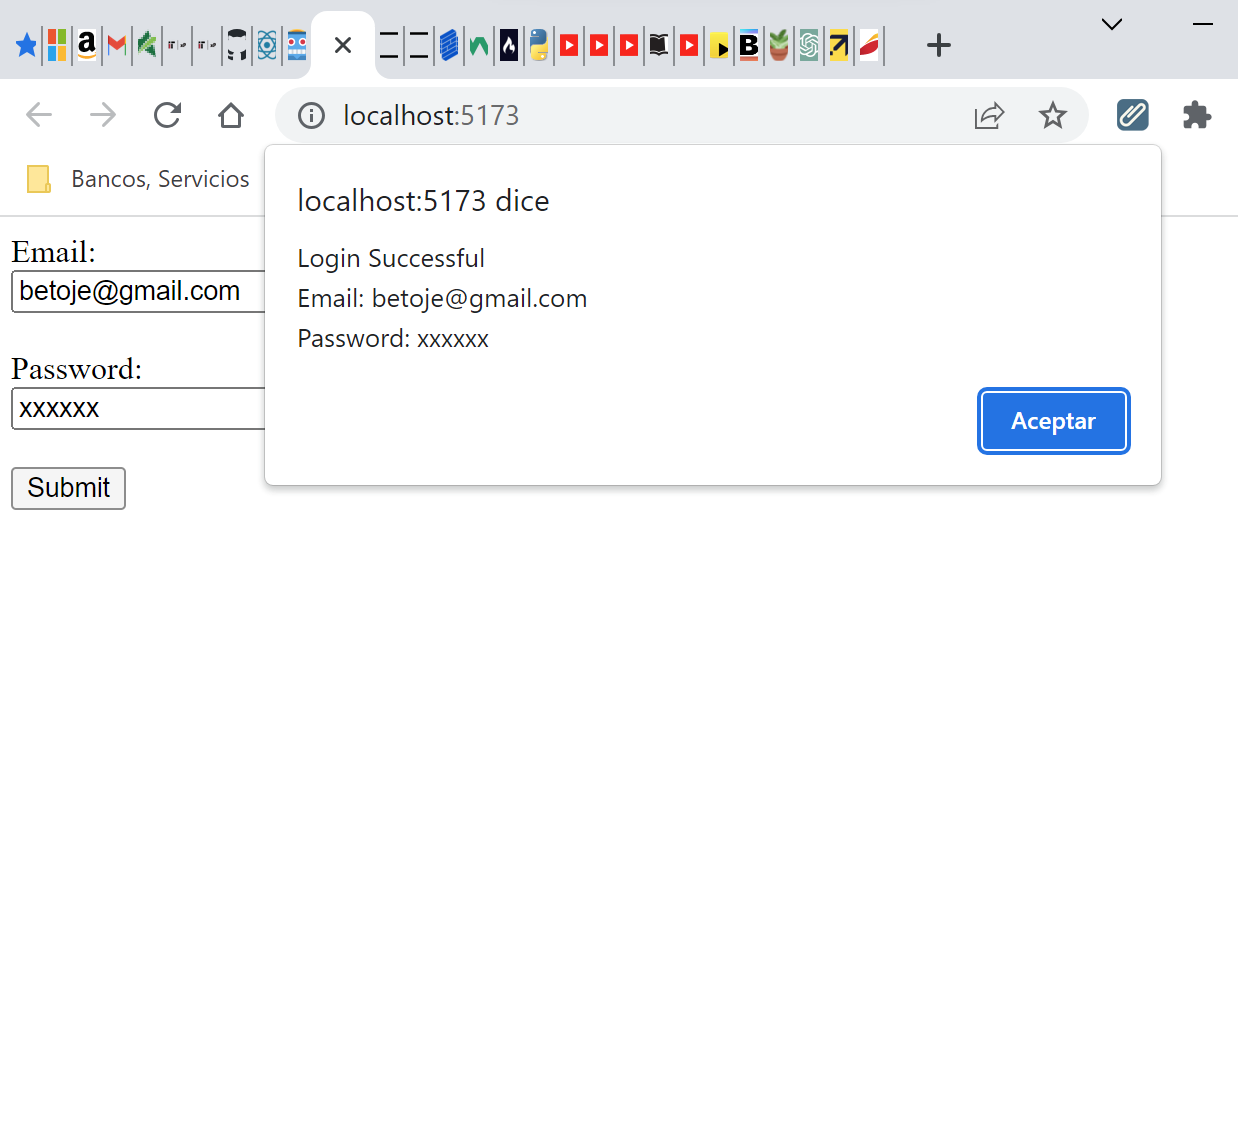 localhost:5173
Bancos, Servicios
localhost:5173 dice
Login Successful
Email: betoje@gmail.com
Password: xxxxxx
Aceptar
Email:
betoje@gmail.com
Password:
xxxxxx
Submit